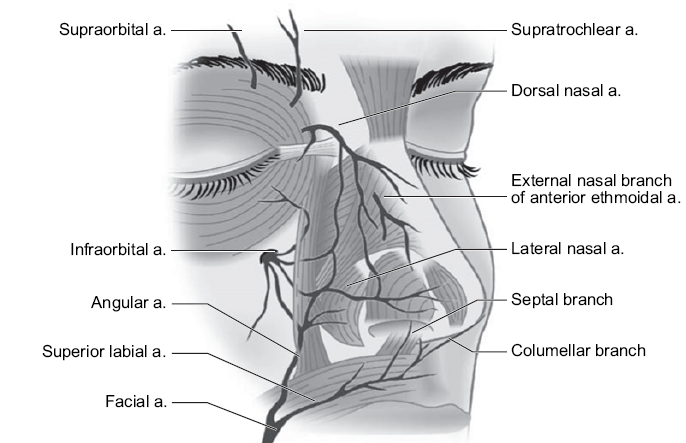 Supraorbital a.
Supratrochlear a.
Dorsal nasal a.
External nasal branch
of anterior ethmoidal a.
Infraorbital a.
Lateral nasal a.
Angular a.
Septal branch
Superior labial a.
Columellar branch
Facial a.